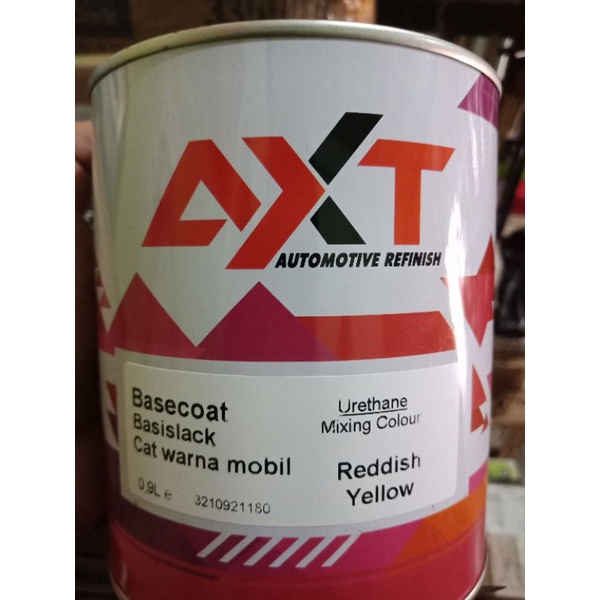 AXT
AUTOMOTIVE REFINISH
Basecoat
Basislack
Cat warna mobil
0,9L e
3210921180
Urethane
Mixing Colour
Reddish
Yellow